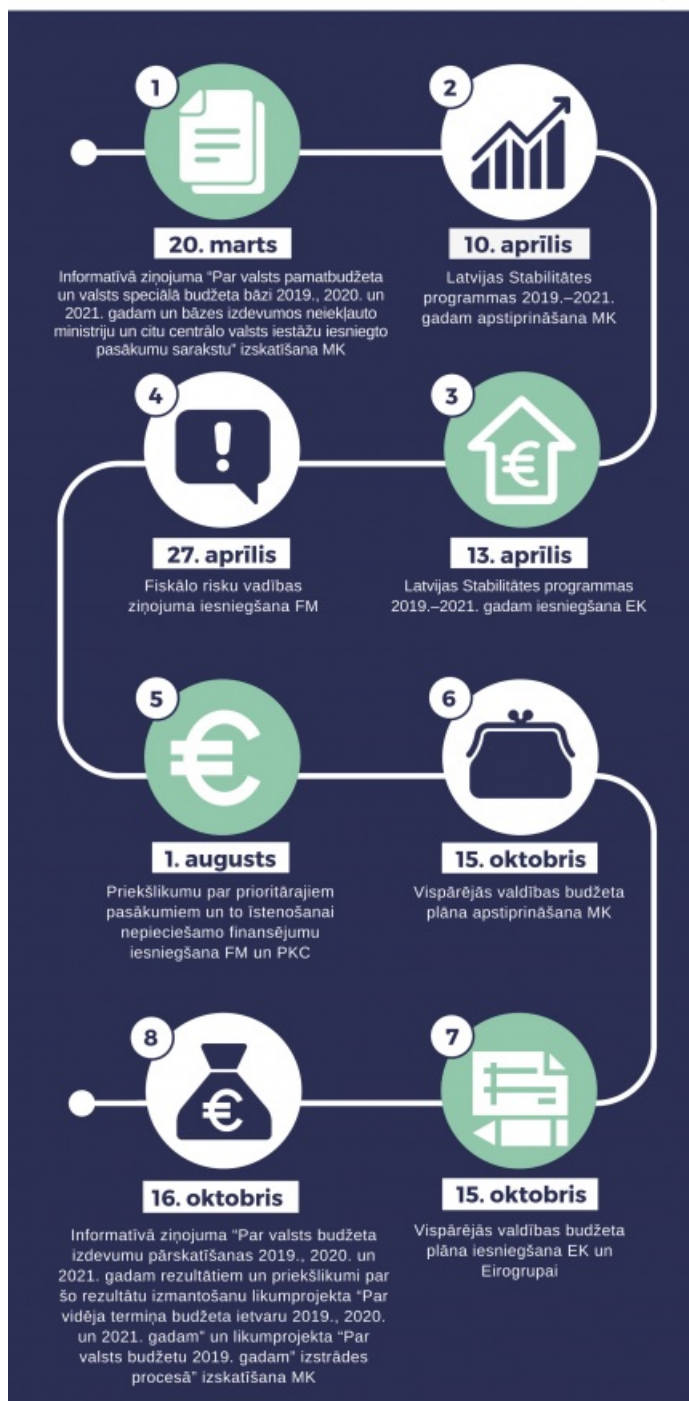 1
20. marts
Informatīvā ziņojuma “Par valsts pamatbudžeta
un valsts speciālā budžeta bāzi 2019., 2020. un
2021. gadam un bāzes izdevumos neiekļauto
ministriju un citu centrālo valsts iestāžu iesniegto
pasākumu sarakstu” izskatīšana MK
2
10. aprīlis
Latvijas Stabilitātes
programmas 2019.–2021.
gadam apstiprināšana MK
3
€
13. aprīlis
Latvijas Stabilitātes programmas
2019.–2021. gadam iesniegšana EK
4
!
27. aprīlis
Fiskālo risku vadības
ziņojuma iesniegšana FM
5
€
1. augusts
Priekšlikumu par prioritārajiem
pasākumiem un to īstenošanai
nepieciešamo finansējumu
iesniegšana FM un PKC
6
15. oktobris
Vispārējās valdības budžeta
plāna apstiprināšana MK
7
15. oktobris
Vispārējās valdības budžeta
plāna iesniegšana EK un
Eirogrupai
8
€
16. oktobris
Informatīvā ziņojuma “Par valsts budžeta
izdevumu pārskatīšanas 2019., 2020. un
2021. gadam rezultātiem un priekšlikumi par
šo rezultātu izmantošanu likumprojekta “Par
vidēja termiņa budžeta ietvaru 2019., 2020.
un 2021. gadam” un likumprojekta “Par
valsts budžetu 2019. gadam” izstrādes
procesā” izskatīšana MK